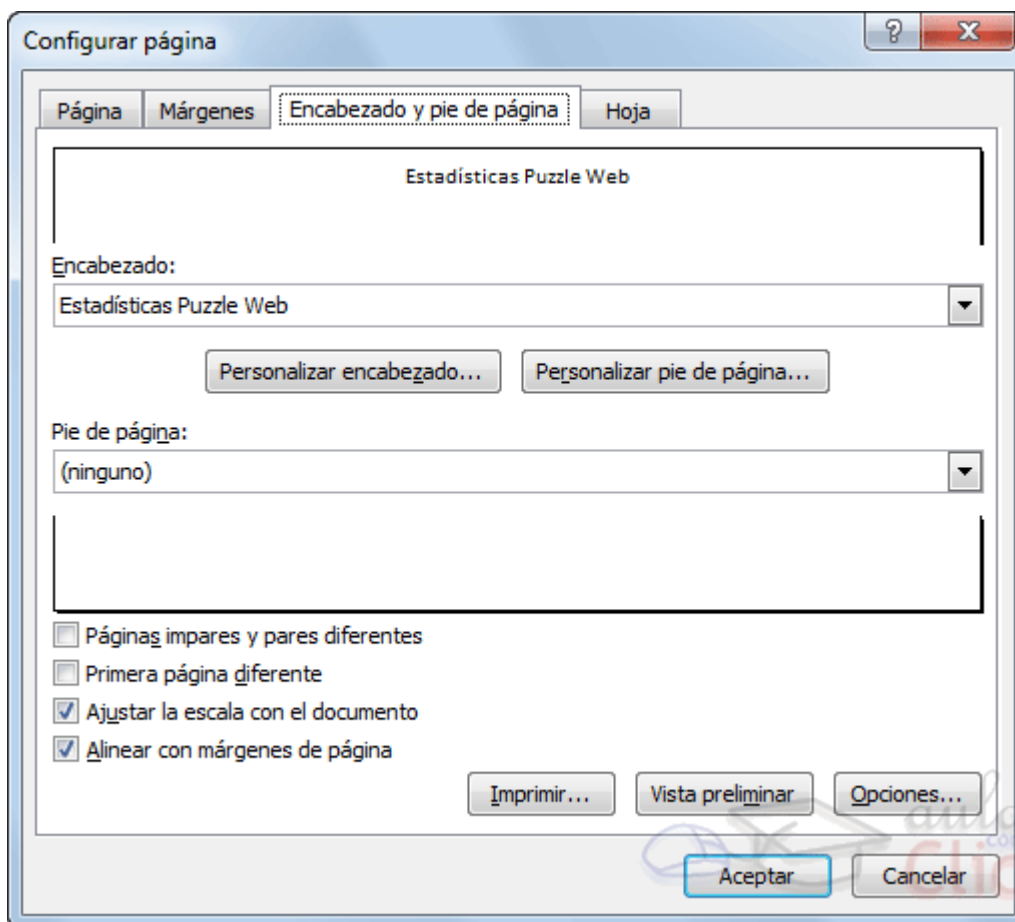 Configurar página
Página Márgenes Encabezado y pie de página Hoja
Estadísticas Puzzle Web
Encabezado:
Estadísticas Puzzle Web
Personalizar encabezado... Personalizar pie de página...
Pie de página:
(ninguno)
Páginas impares y pares diferentes
Primera página diferente
Ajustar la escala con el documento
Alinear con márgenes de página
Imprimir... Vista preliminar Opciones...
Aceptar Cancelar